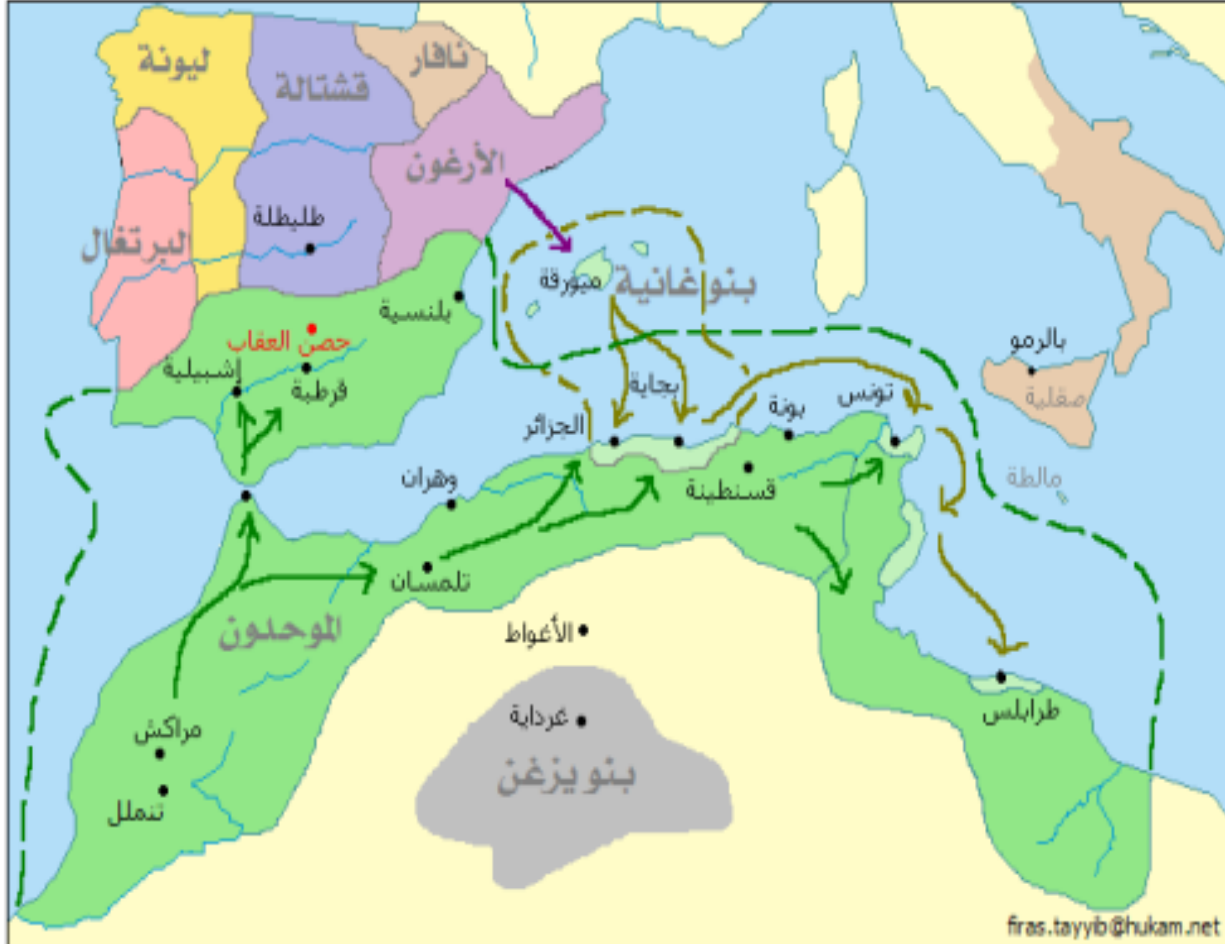 ليونة
قشتالة
نافار
الأرغون
البرتغال
طليطلة
بلنسية
حصن العقاب
إشبيلية
قرطبة
ميورقة
بنو غانية
بالرمو
صقلية
مالطة
تونس
بونة
بجاية
الجزائر
وهران
قسنطينة
تلمسان
الموحدون
الأغواط
غرداية
بنو يزغن
طرابلس
مراكش
تنملل
firas.tayyib@hukam.net